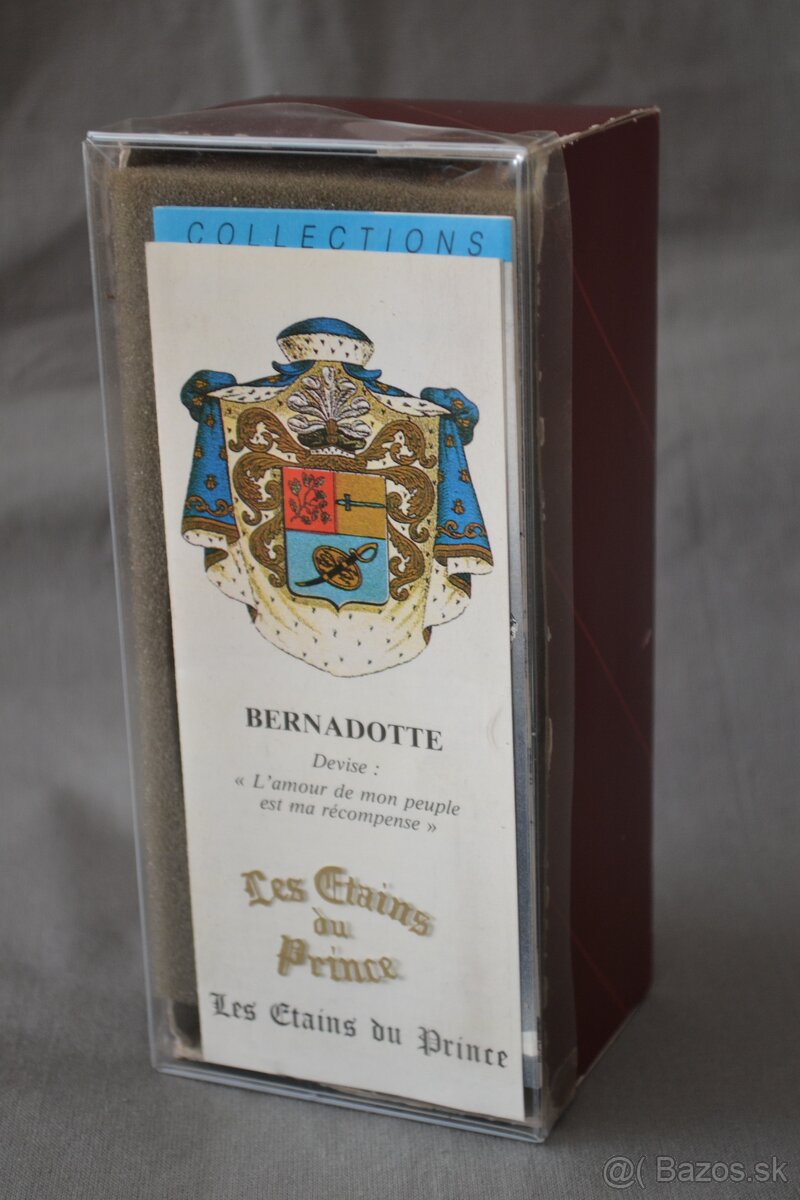 COLLECTIONS
BERNADOTTE
Devise :
« L'amour de mon peuple
est ma récompense »
Les Etains
du
Prince
Les Etains du Prince
@( Bazos.sk